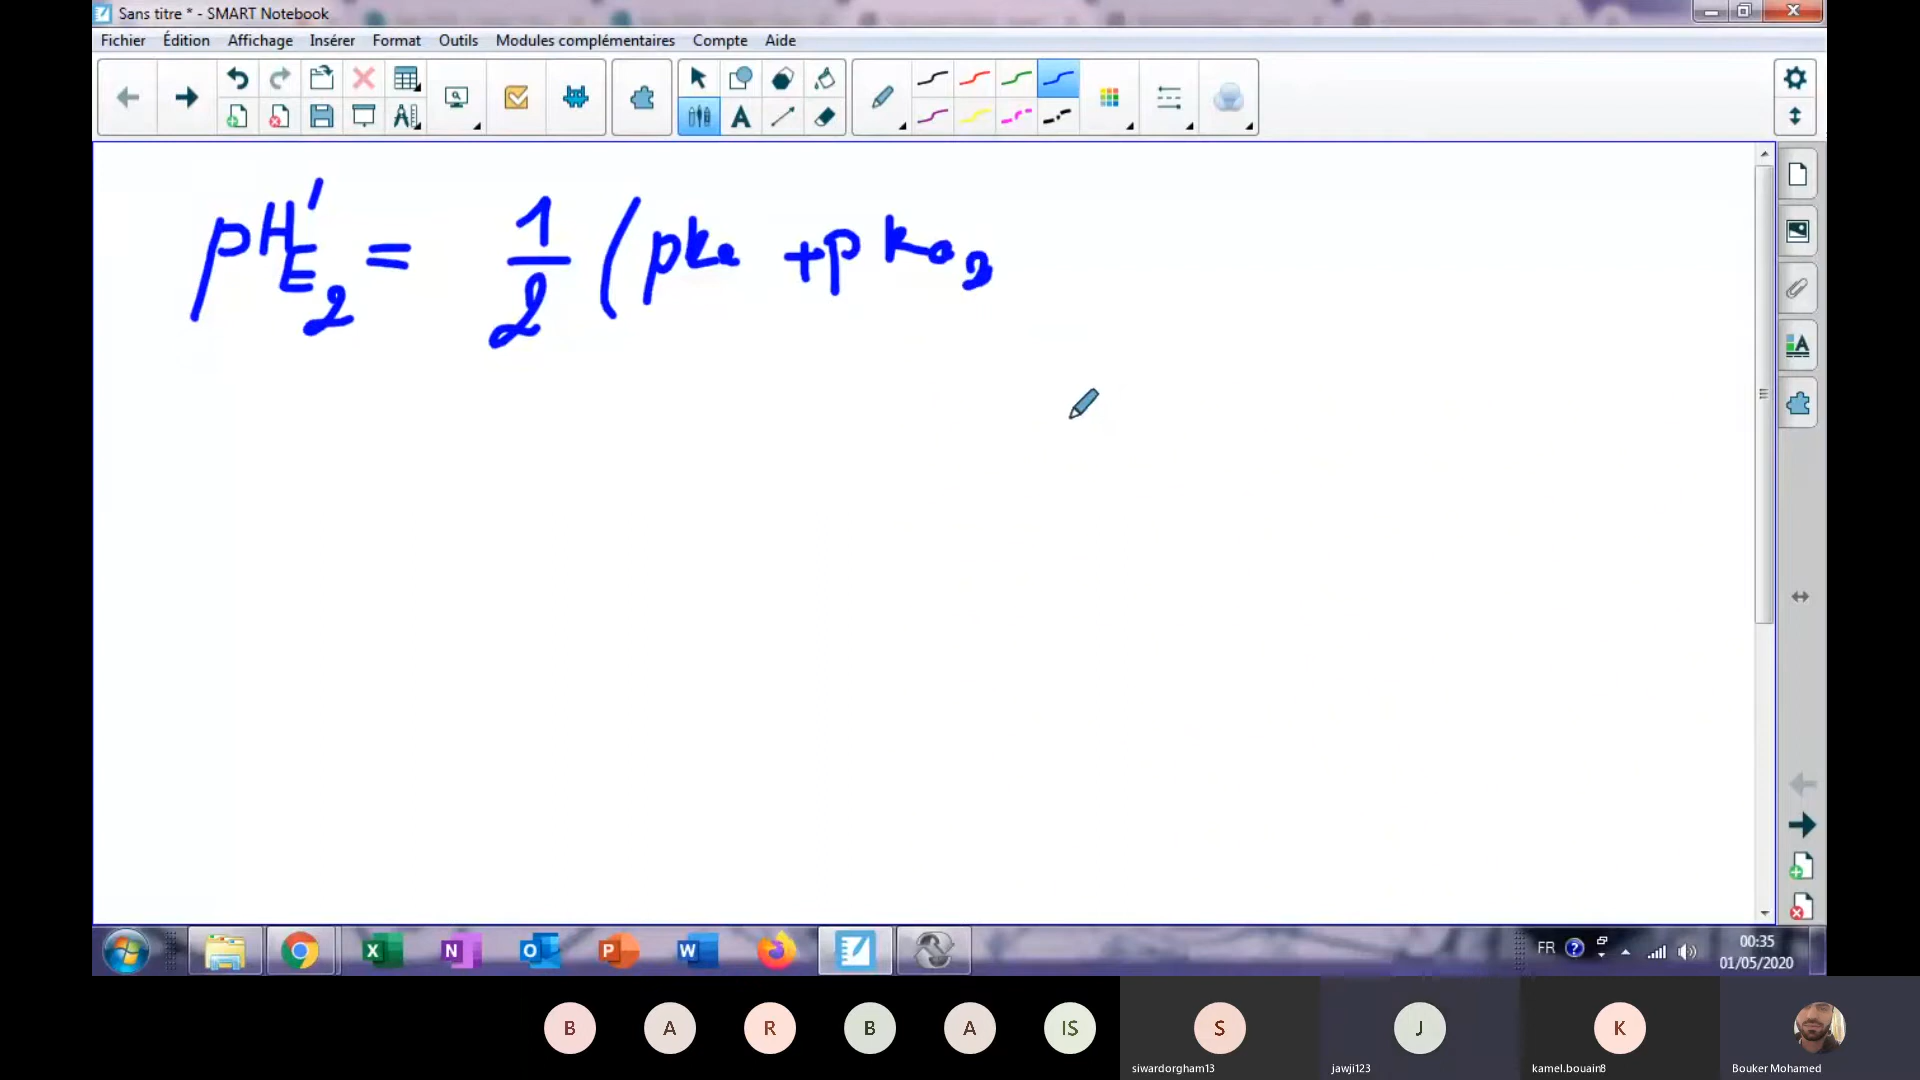 Sans titre * - SMART Notebook
Fichier Édition Affichage Insérer Format Outils Modules complémentaires Compte Aide
pH'E2 = 1/2 (pke + pka2
FR
00:35
01/05/2020
B A R B A IS S J K
siwardorgham13 jawji123 kamel.bouain8 Bouker Mohamed